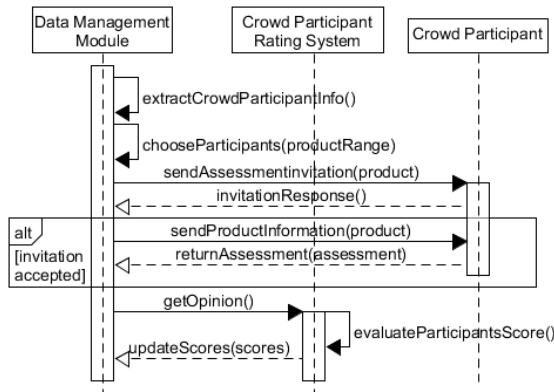 Data Management
Module
Crowd Participant
Rating System
Crowd Participant
extractCrowdParticipantInfo()
chooseParticipants(productRange)
sendAssessmentinvitation(product)
invitationResponse()
alt
[invitation
accepted]
sendProductInformation(product)
returnAssessment(assessment)
getOpinion()
evaluateParticipantsScore()
updateScores(scores)